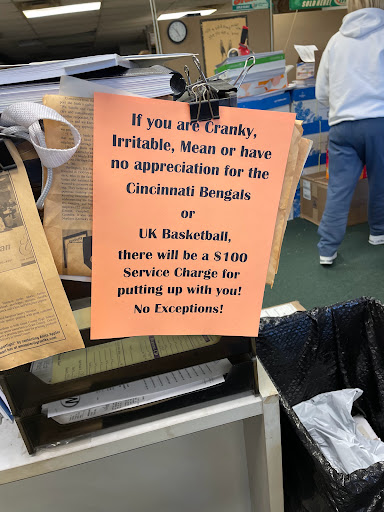 If you are Cranky,
Irritable, Mean or have
no appreciation for the
Cincinnati Bengals
or
UK Basketball,
there will be a $100
Service Charge for
putting up with you!
No Exceptions!